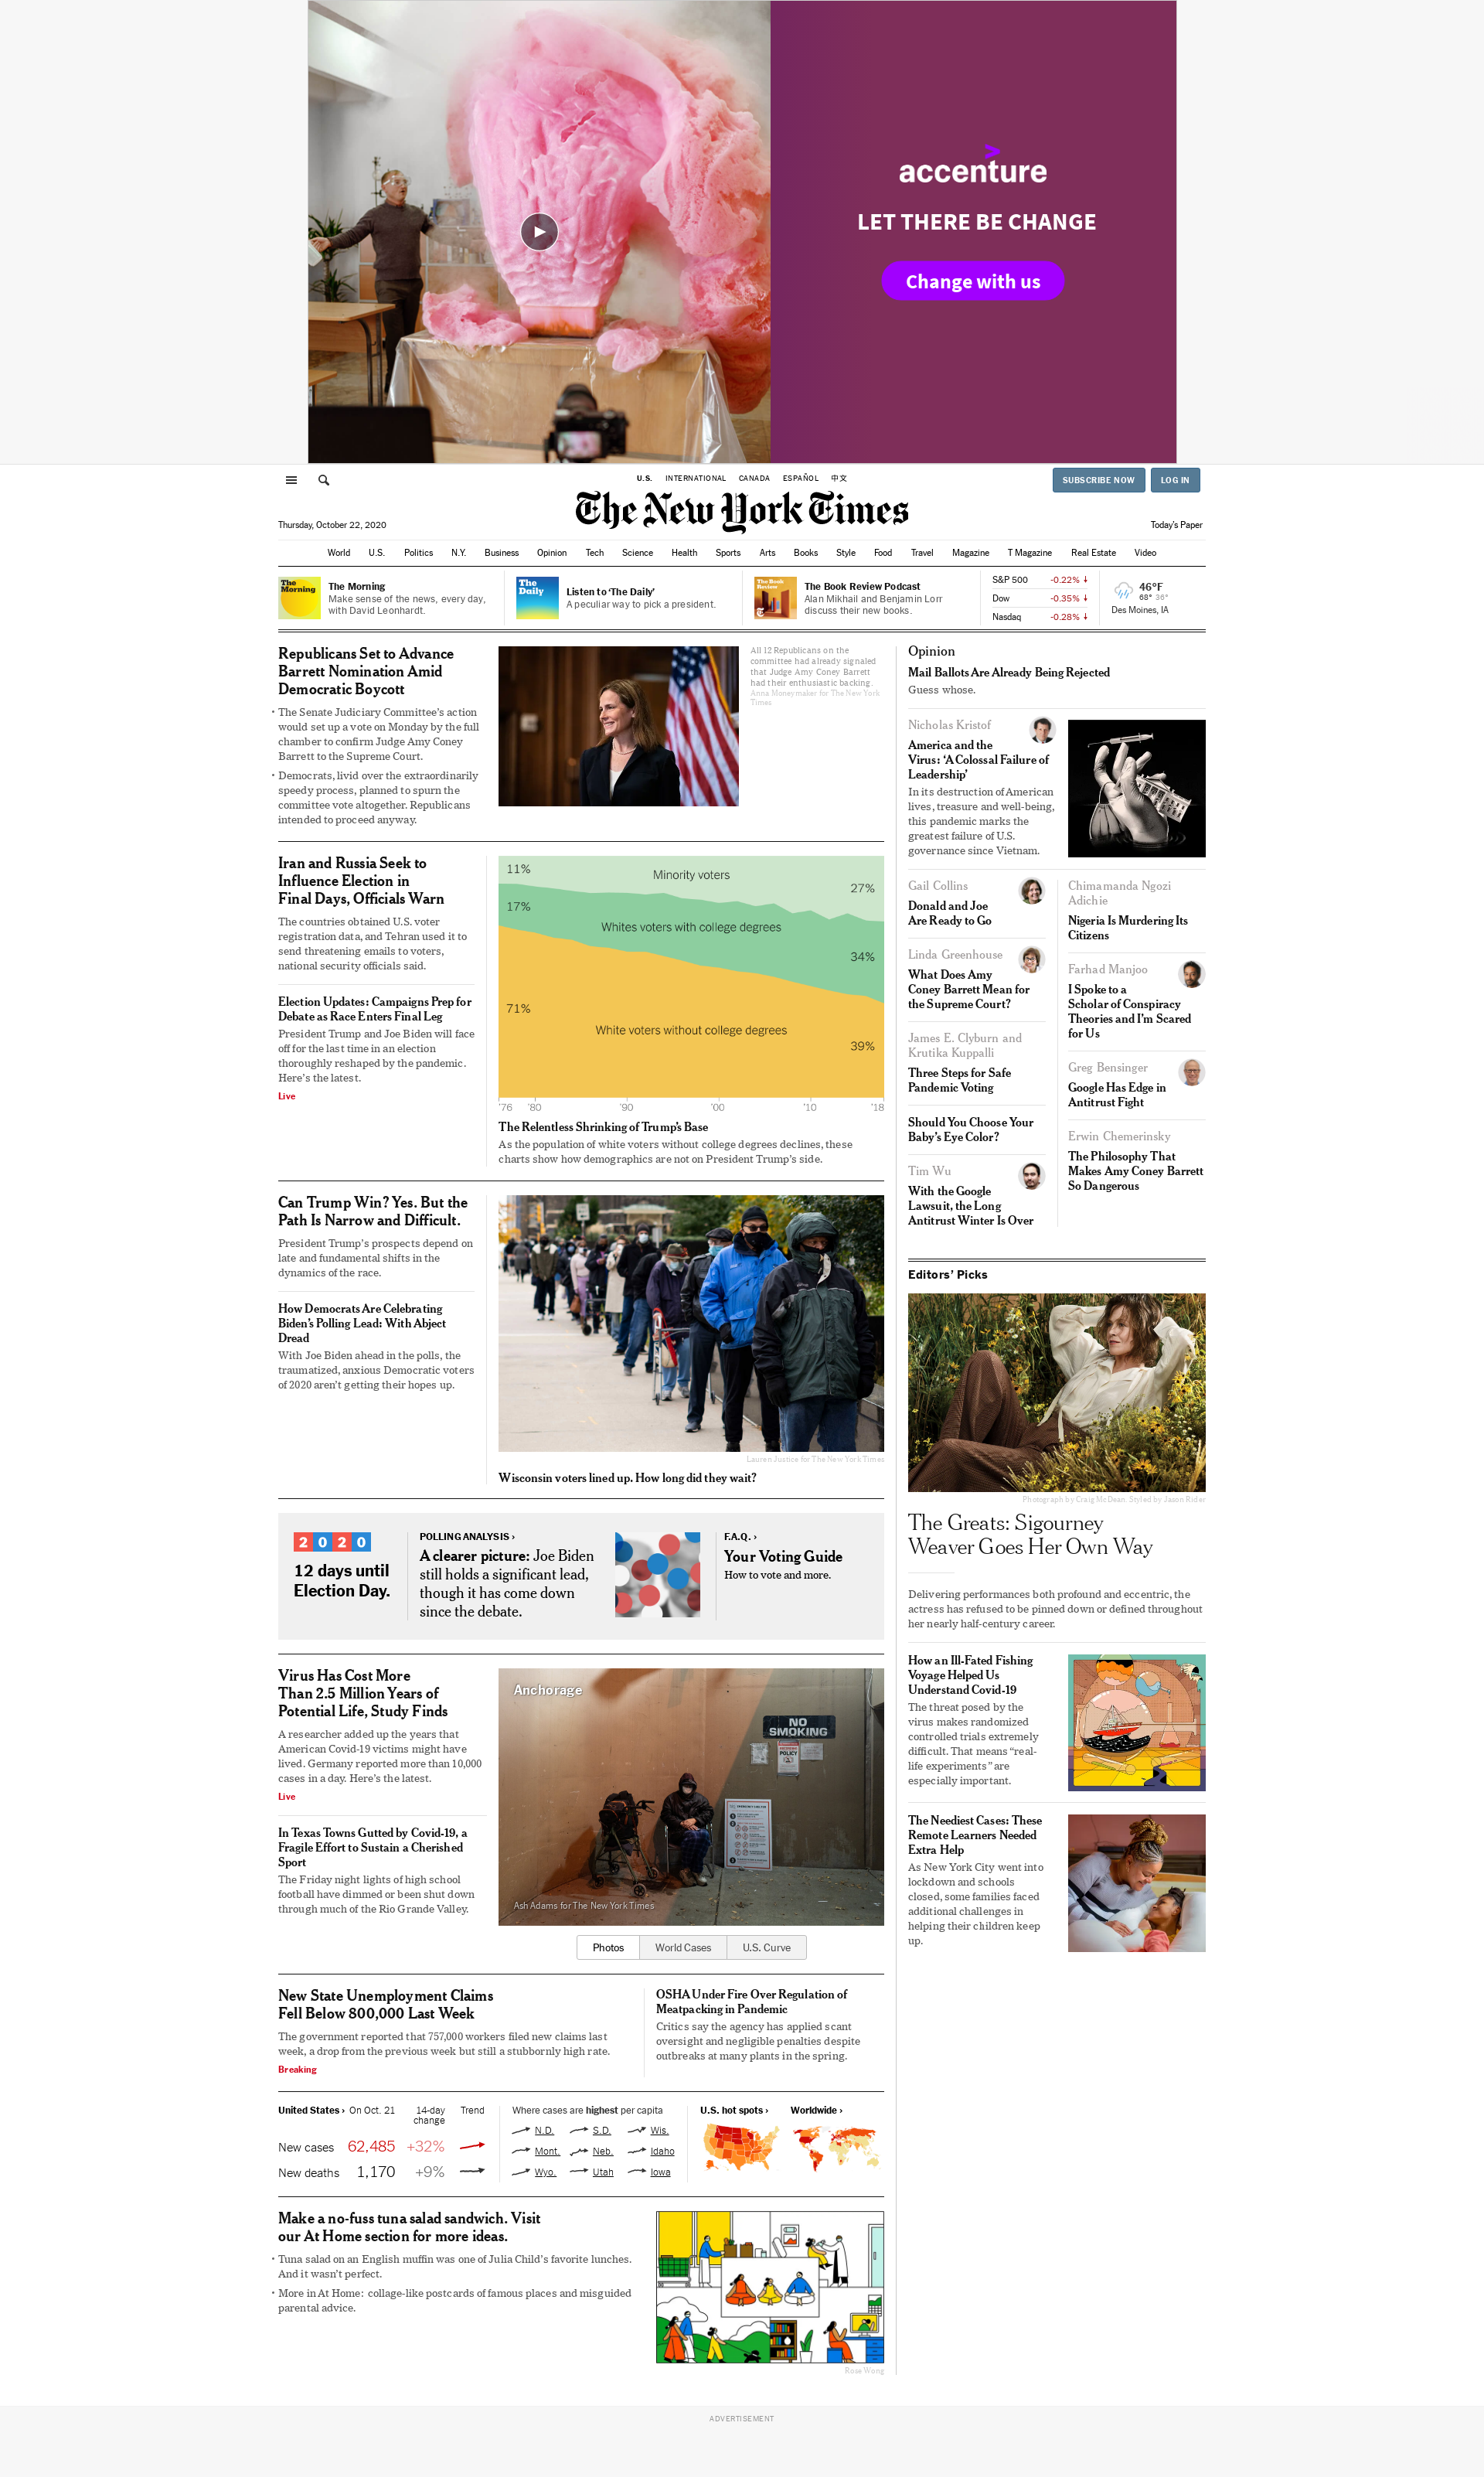 accenture
LET THERE BE CHANGE
Change with us
U.S. INTERNATIONAL CANADA ESPAÑOL 中文
SUBSCRIBE NOW LOG IN
The New York Times
Thursday, October 22, 2020
Today's Paper
World U.S. Politics N.Y. Business Opinion Tech Science Health Sports Arts Books Style Food Travel Magazine T Magazine Real Estate Video
The Morning
The Morning
Make sense of the news, every day,
with David Leonhardt.
The Daily
Listen to ‘The Daily’
A peculiar way to pick a president.
The Book Review
The Book Review Podcast
Alan Mikhail and Benjamin Lorr
discuss their new books.
S&P 500 -0.22%
Dow -0.35%
Nasdaq -0.28%
46°F
68° 36°
Des Moines, IA
Republicans Set to Advance
Barrett Nomination Amid
Democratic Boycott
• The Senate Judiciary Committee’s action
would set up a vote on Monday by the full
chamber to confirm Judge Amy Coney
Barrett to the Supreme Court.
• Democrats, livid over the extraordinarily
speedy process, planned to spurn the
committee vote altogether. Republicans
intended to proceed anyway.
All 12 Republicans on the
committee had already signaled
that Judge Amy Coney Barrett
had their enthusiastic backing.
Anna Moneymaker for The New York
Times
Iran and Russia Seek to
Influence Election in
Final Days, Officials Warn
The countries obtained U.S. voter
registration data, and Tehran used it to
send threatening emails to voters,
national security officials said.
Election Updates: Campaigns Prep for
Debate as Race Enters Final Leg
President Trump and Joe Biden will face
off for the last time in an election
thoroughly reshaped by the pandemic.
Here’s the latest.
Live
11%
Minority voters
27%
17%
Whites voters with college degrees
34%
71%
White voters without college degrees
39%
’76 ’80 ’90 ’00 ’10 ’18
The Relentless Shrinking of Trump’s Base
As the population of white voters without college degrees declines, these
charts show how demographics are not on President Trump’s side.
Can Trump Win? Yes. But the
Path Is Narrow and Difficult.
President Trump’s prospects depend on
late and fundamental shifts in the
dynamics of the race.
How Democrats Are Celebrating
Biden’s Polling Lead: With Abject
Dread
With Joe Biden ahead in the polls, the
traumatized, anxious Democratic voters
of 2020 aren’t getting their hopes up.
Lauren Justice for The New York Times
Wisconsin voters lined up. How long did they wait?
2020
12 days until
Election Day.
POLLING ANALYSIS ›
A clearer picture: Joe Biden
still holds a significant lead,
though it has come down
since the debate.
F.A.Q. ›
Your Voting Guide
How to vote and more.
Virus Has Cost More
Than 2.5 Million Years of
Potential Life, Study Finds
A researcher added up the years that
American Covid-19 victims might have
lived. Germany reported more than 10,000
cases in a day. Here’s the latest.
Live
In Texas Towns Gutted by Covid-19, a
Fragile Effort to Sustain a Cherished
Sport
The Friday night lights of high school
football have dimmed or been shut down
through much of the Rio Grande Valley.
Anchorage
NO
SMOKING
POLICY
Ash Adams for The New York Times
Photos World Cases U.S. Curve
New State Unemployment Claims
Fell Below 800,000 Last Week
The government reported that 757,000 workers filed new claims last
week, a drop from the previous week but still a stubbornly high rate.
Breaking
OSHA Under Fire Over Regulation of
Meatpacking in Pandemic
Critics say the agency has applied scant
oversight and negligible penalties despite
outbreaks at many plants in the spring.
United States › On Oct. 21 14-day change Trend
New cases 62,485 +32%
New deaths 1,170 +9%
Where cases are highest per capita
N.D. S.D. Wis.
Mont. Neb. Idaho
Wyo. Utah Iowa
U.S. hot spots › Worldwide ›
Make a no-fuss tuna salad sandwich. Visit
our At Home section for more ideas.
• Tuna salad on an English muffin was one of Julia Child’s favorite lunches.
And it wasn’t perfect.
• More in At Home: collage-like postcards of famous places and misguided
parental advice.
Rose Wong
Opinion
Mail Ballots Are Already Being Rejected
Guess whose.
Nicholas Kristof
America and the
Virus: ‘A Colossal Failure of
Leadership’
In its destruction of American
lives, treasure and well-being,
this pandemic marks the
greatest failure of U.S.
governance since Vietnam.
Gail Collins
Donald and Joe
Are Ready to Go
Linda Greenhouse
What Does Amy
Coney Barrett Mean for
the Supreme Court?
James E. Clyburn and
Krutika Kuppalli
Three Steps for Safe
Pandemic Voting
Should You Choose Your
Baby’s Eye Color?
Tim Wu
With the Google
Lawsuit, the Long
Antitrust Winter Is Over
Chimamanda Ngozi
Adichie
Nigeria Is Murdering Its
Citizens
Farhad Manjoo
I Spoke to a
Scholar of Conspiracy
Theories and I’m Scared
for Us
Greg Bensinger
Google Has Edge in
Antitrust Fight
Erwin Chemerinsky
The Philosophy That
Makes Amy Coney Barrett
So Dangerous
Editors’ Picks
Photograph by Craig McDean. Styled by Jason Rider
The Greats: Sigourney
Weaver Goes Her Own Way
Delivering performances both profound and eccentric, the
actress has refused to be pinned down or defined throughout
her nearly half-century career.
How an Ill-Fated Fishing
Voyage Helped Us
Understand Covid-19
The threat posed by the
virus makes randomized
controlled trials extremely
difficult. That means “real-
life experiments” are
especially important.
The Neediest Cases: These
Remote Learners Needed
Extra Help
As New York City went into
lockdown and schools
closed, some families faced
additional challenges in
helping their children keep
up.
ADVERTISEMENT